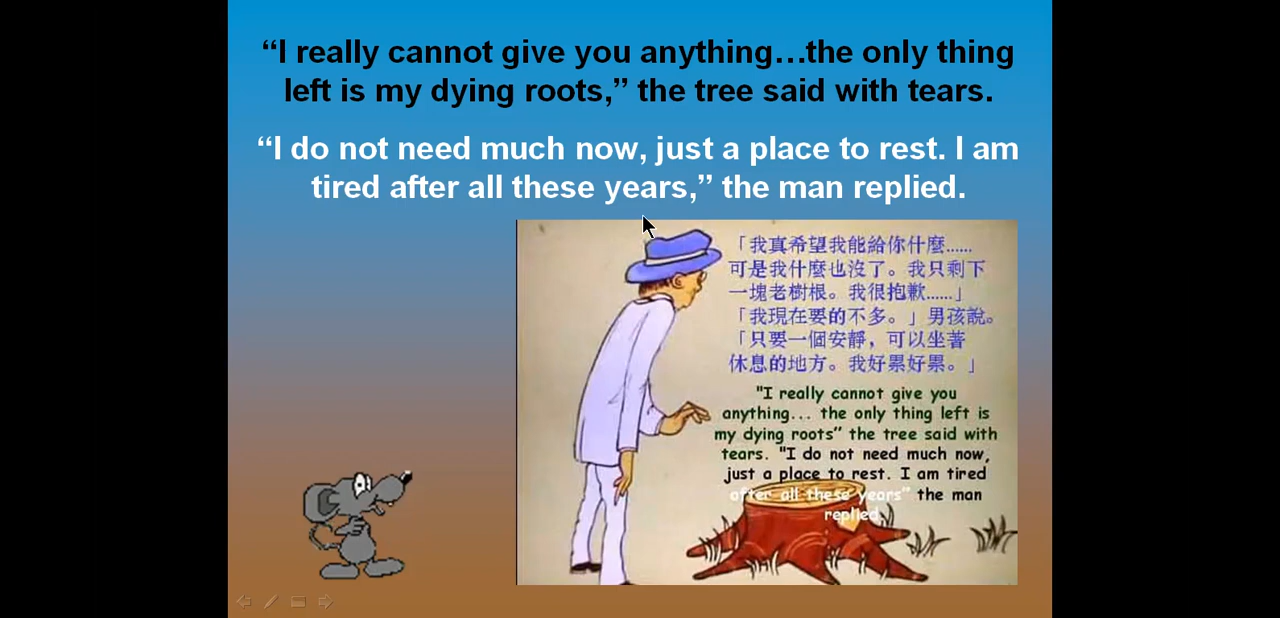 “I really cannot give you anything…the only thing
left is my dying roots,” the tree said with tears.
“I do not need much now, just a place to rest. I am
tired after all these years,” the man replied.
「我真希望我能給你什麼......
可是我什麼也沒了。我只剩下
一塊老樹根。我很抱歉......」
「我現在要的不多。」男孩說。
「只要一個安靜，可以坐著
休息的地方。我好累好累。」
"I really cannot give you
anything... the only thing left is
my dying roots” the tree said with
tears. "I do not need much now,
just a place to rest. I am tired
after all these years” the man
replied.